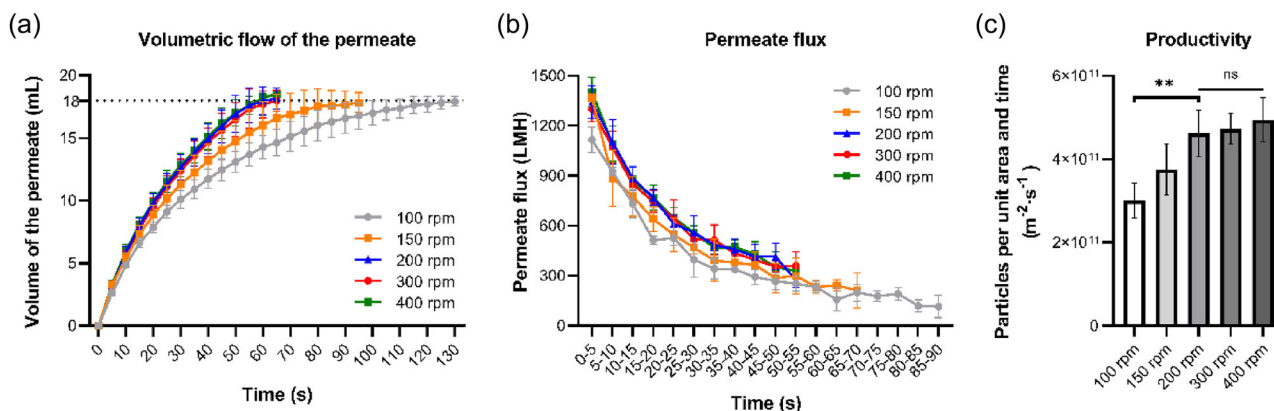 (a)
Volumetric flow of the permeate
Volume of the permeate (mL)
20
18
15
10
5
0
0 10 20 30 40 50 60 70 80 90 100 110 120 130
Time (s)
100 rpm
150 rpm
200 rpm
300 rpm
400 rpm
(b)
Permeate flux
Permeate flux (LMH)
1500
1200
900
600
300
0
0-5 5-10 10-15 15-20 20-25 25-30 30-35 35-40 40-45 45-50 50-55 55-60 60-65 65-70 70-75 75-80 80-85 85-90
Time (s)
100 rpm
150 rpm
200 rpm
300 rpm
400 rpm
(c)
Productivity
Particles per unit area and time
(m⁻²·s⁻¹)
6×10¹¹
4×10¹¹
2×10¹¹
0
**
ns
100 rpm
150 rpm
200 rpm
300 rpm
400 rpm